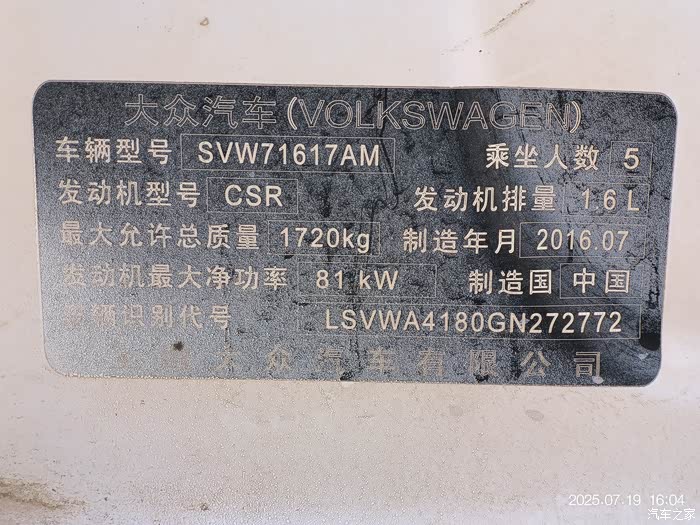 大众汽车(VOLKSWAGEN)
车辆型号 SVW71617AM 乘坐人数 5
发动机型号 CSR 发动机排量 1.6 L
最大允许总质量 1720kg 制造年月 2016.07
发动机最大净功率 81 kW 制造国 中国
车辆识别代号 LSVWA4180GN272772
大众汽车有限公司
2025-07-19 16:04
汽车之家